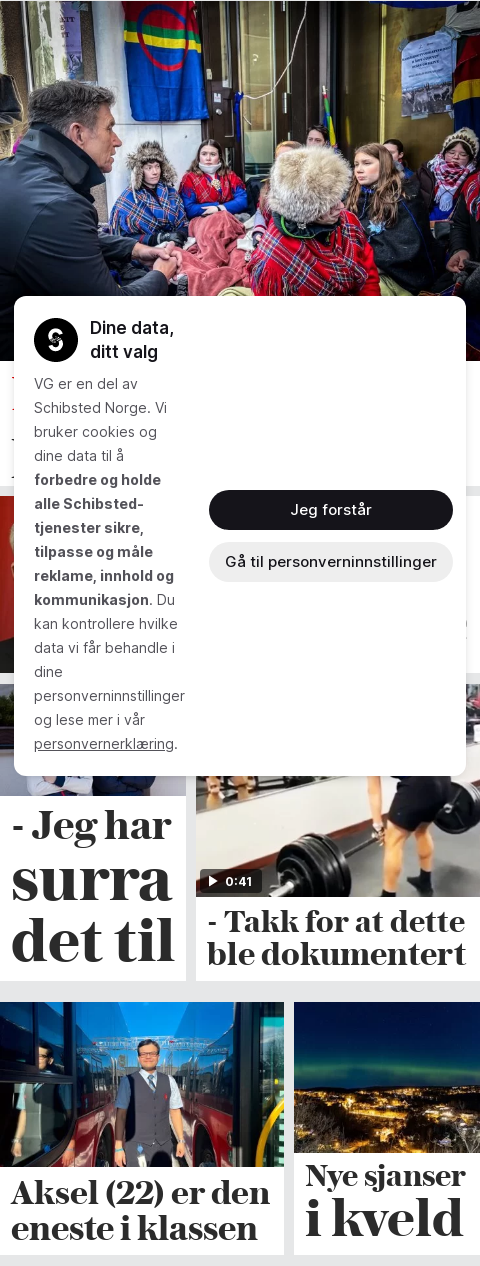 Dine data,
ditt valg
VG er en del av
Schibsted Norge. Vi
bruker cookies og
dine data til å
forbedre og holde
alle Schibsted-
tjenester sikre,
tilpasse og måle
reklame, innhold og
kommunikasjon. Du
kan kontrollere hvilke
data vi får behandle i
dine
personverninnstillinger
og lese mer i vår
personvernerklæring.
Jeg forstår
Gå til personverninnstillinger
- Jeg har
surra
det til
0:41
- Takk for at dette
ble dokumentert
Aksel (22) er den
eneste i klassen
Nye sjanser
i kveld